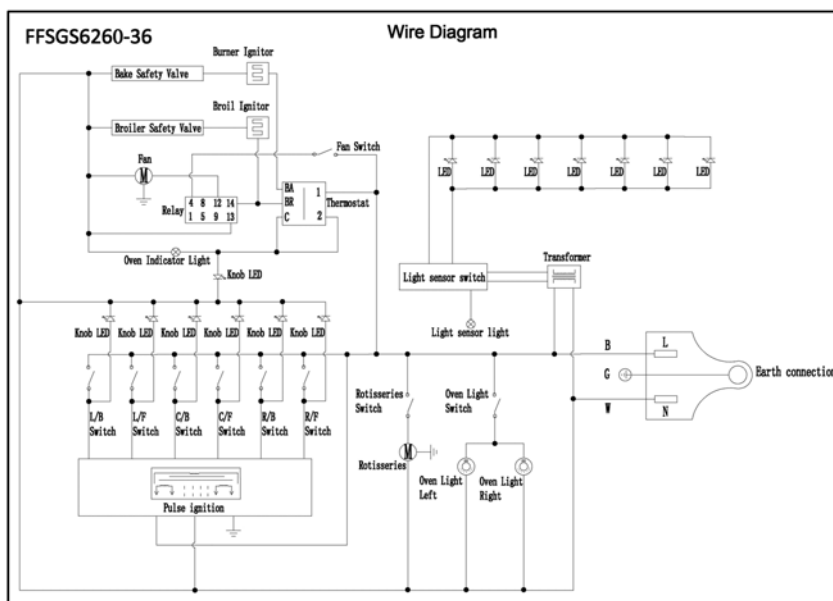 FFSGS6260-36
Wire Diagram
Burner Ignitor
Bake Safety Valve
Broil Ignitor
Broiler Safety Valve
Fan Switch
Fan
M
4 8 12 14
1 5 9 13
Relay
BA
BR
C
1
2
Thermostat
Oven Indicator Light
Knob LED
LED
LED
LED
LED
LED
LED
LED
Light sensor switch
Transformer
Light sensor light
Knob LED
Knob LED
Knob LED
Knob LED
Knob LED
Knob LED
B
L
G
Earth connection
W
N
L/B
Switch
L/F
Switch
C/B
Switch
C/F
Switch
R/B
Switch
R/F
Switch
Rotisseries
Switch
Oven Light
Switch
M
Rotisseries
Oven Light
Left
Oven Light
Right
Pulse ignition